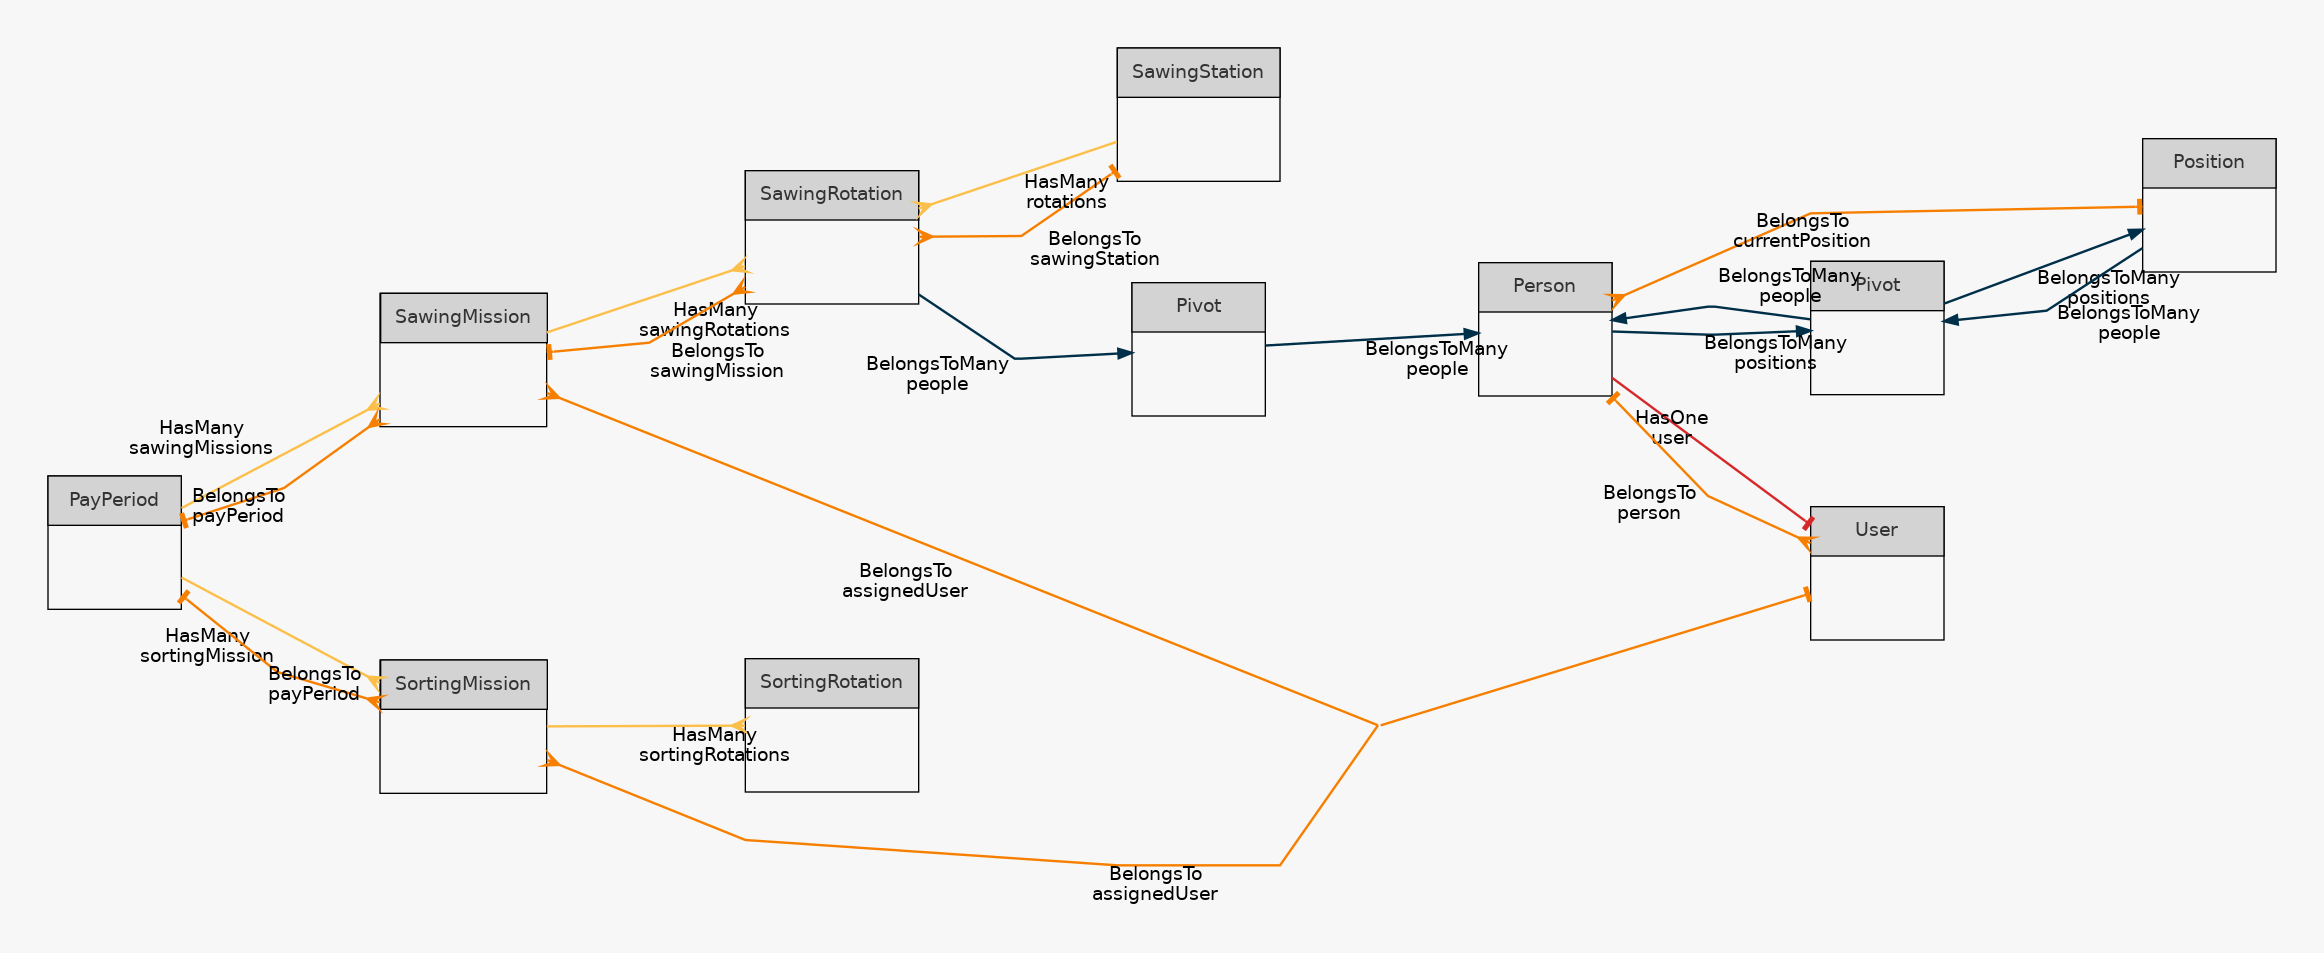 SawingStation
Position
SawingRotation
HasMany
rotations
BelongsTo
currentPosition
BelongsTo
sawingStation
BelongsToMany
people
Pivot
BelongsToMany
positions
Person
Pivot
BelongsToMany
people
SawingMission
HasMany
sawingRotations
BelongsTo
sawingMission
BelongsToMany
people
BelongsToMany
people
BelongsToMany
positions
HasMany
sawingMissions
HasOne
user
PayPeriod
BelongsTo
payPeriod
BelongsTo
person
User
BelongsTo
assignedUser
HasMany
sortingMission
BelongsTo
payPeriod
SortingMission
SortingRotation
HasMany
sortingRotations
BelongsTo
assignedUser